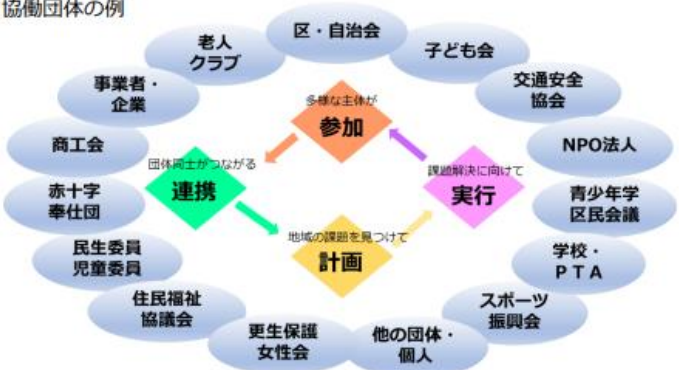 協働団体の例
区・自治会
子ども会
交通安全
協会
NPO法人
青少年学
区民会議
学校・
PTA
スポーツ
振興会
他の団体・
個人
更生保護
女性会
住民福祉
協議会
民生委員
児童委員
赤十字
奉仕団
商工会
事業者・
企業
老人
クラブ
多様な主体が
参加
団体同士がつながる
連携
地域の課題を見つけて
計画
課題解決に向けて
実行